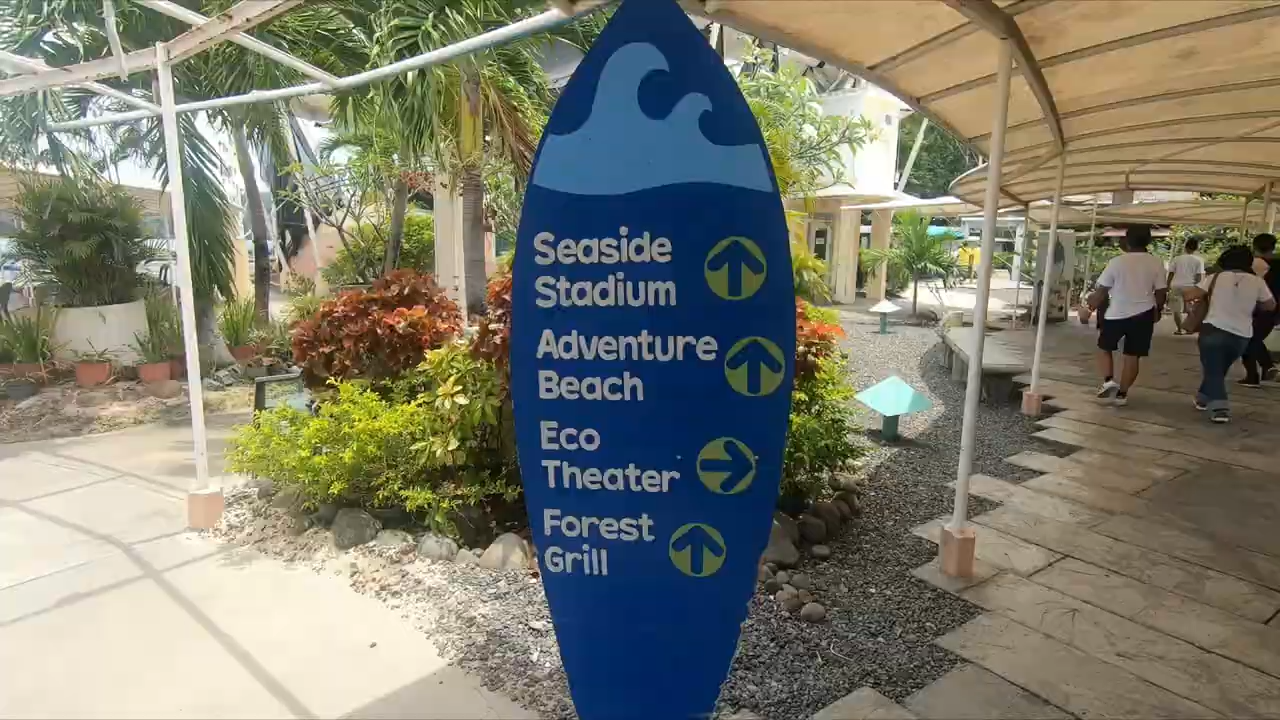 Seaside
Stadium
Adventure
Beach
Eco
Theater
Forest
Grill